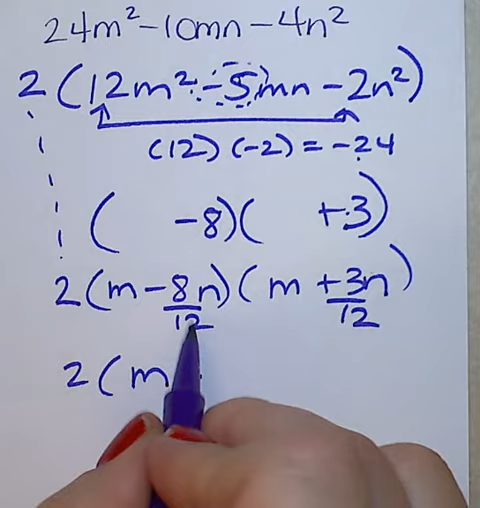 24m²-10mn-4n²
2(12m²-5mn-2n²)
(12)(-2)=-24
( -8)( +3)
2(m-8n/12)(m+3n/12)
2(m